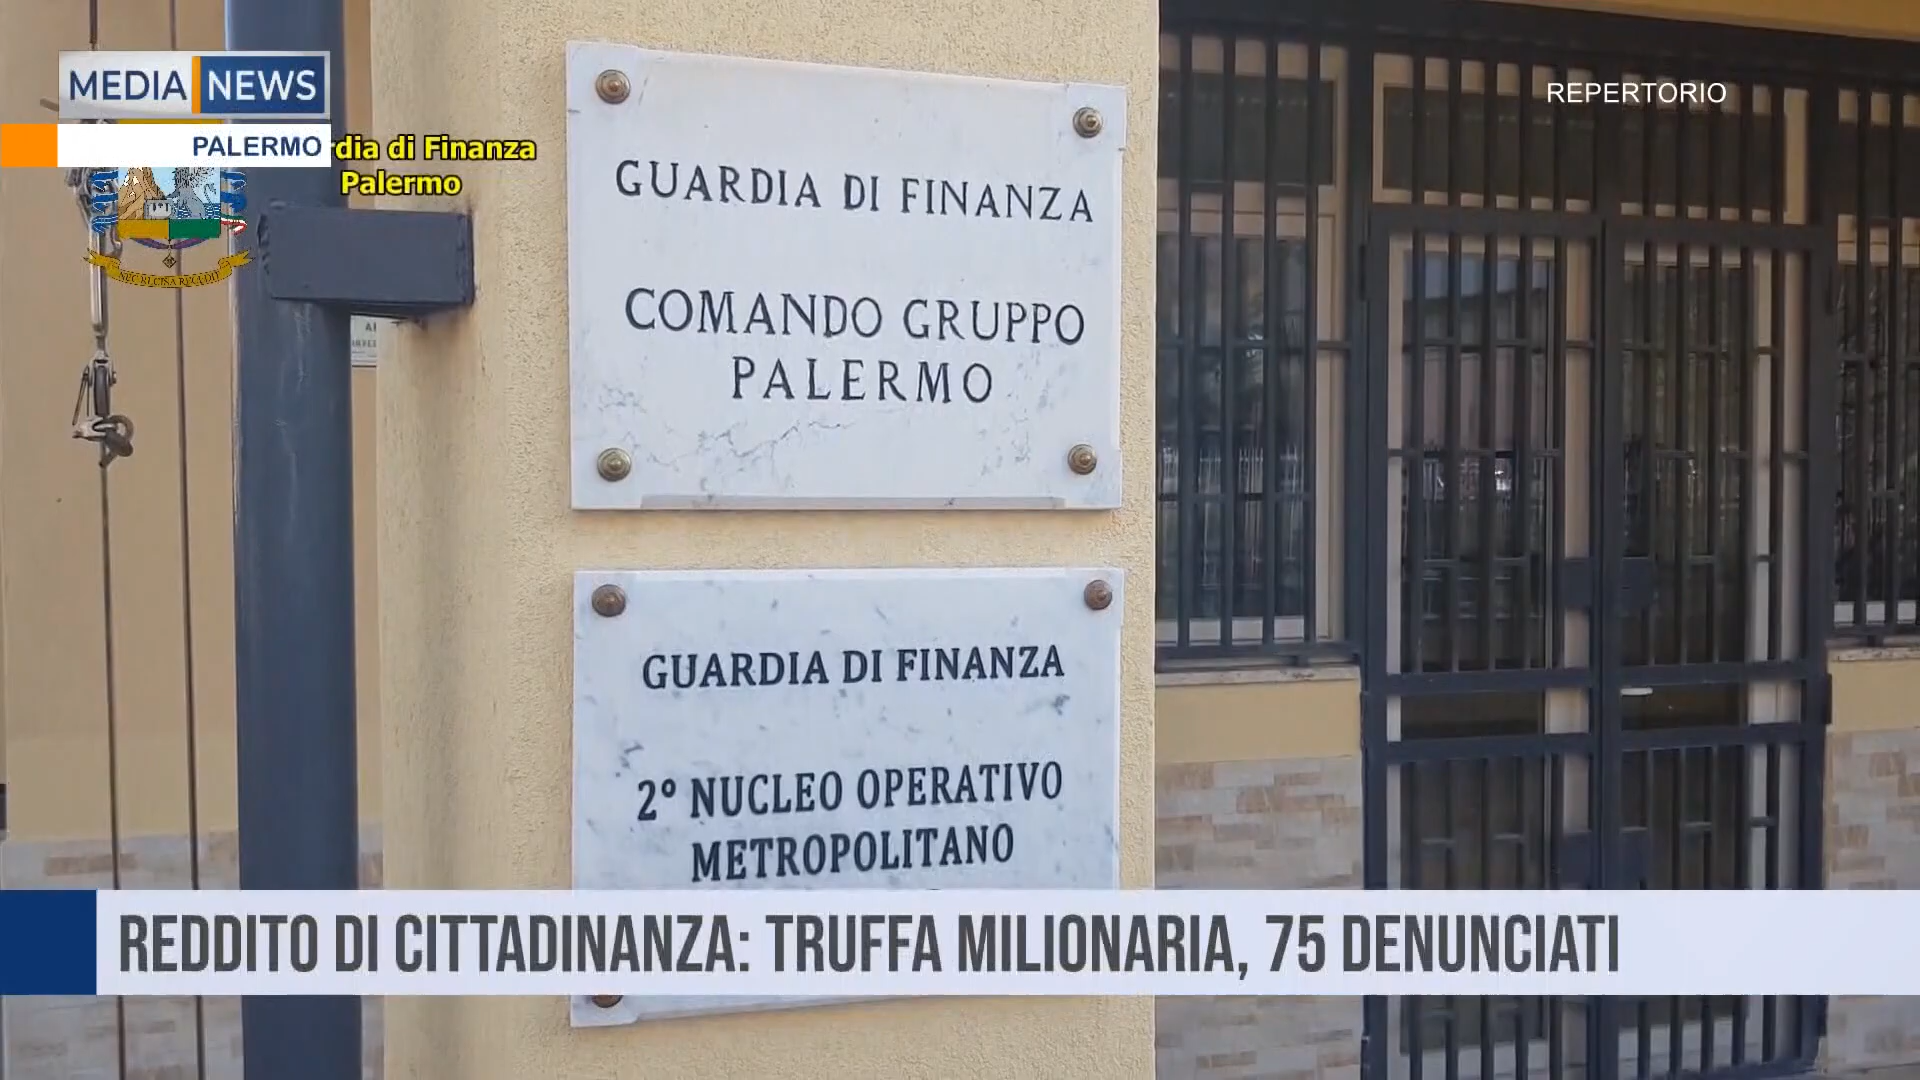 MEDIA NEWS
PALERMO
rdia di Finanza
Palermo
REPERTORIO
GUARDIA DI FINANZA
COMANDO GRUPPO
PALERMO
GUARDIA DI FINANZA
2° NUCLEO OPERATIVO
METROPOLITANO
REDDITO DI CITTADINANZA: TRUFFA MILIONARIA, 75 DENUNCIATI